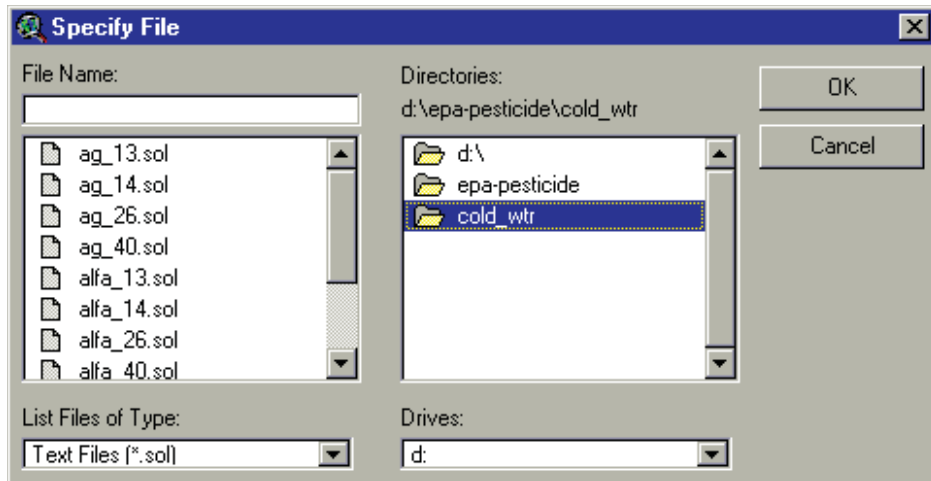 Specify File
File Name:
ag_13.sol
ag_14.sol
ag_26.sol
ag_40.sol
alfa_13.sol
alfa_14.sol
alfa_26.sol
alfa_40.sol
List Files of Type:
Text Files (*.sol)
Directories:
d:\epa-pesticide\cold_wtr
d:\
epa-pesticide
cold_wtr
Drives:
d:
OK
Cancel